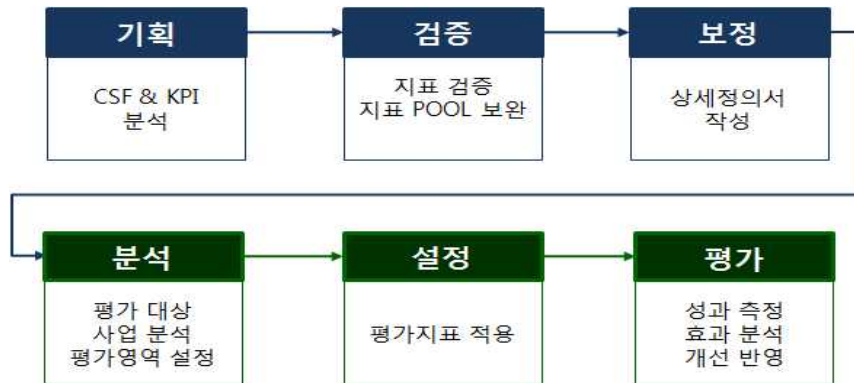 기획
CSF & KPI
분석
검증
지표 검증
지표 POOL 보완
보정
상세정의서
작성
분석
평가 대상
사업 분석
평가영역 설정
설정
평가지표 적용
평가
성과 측정
효과 분석
개선 반영